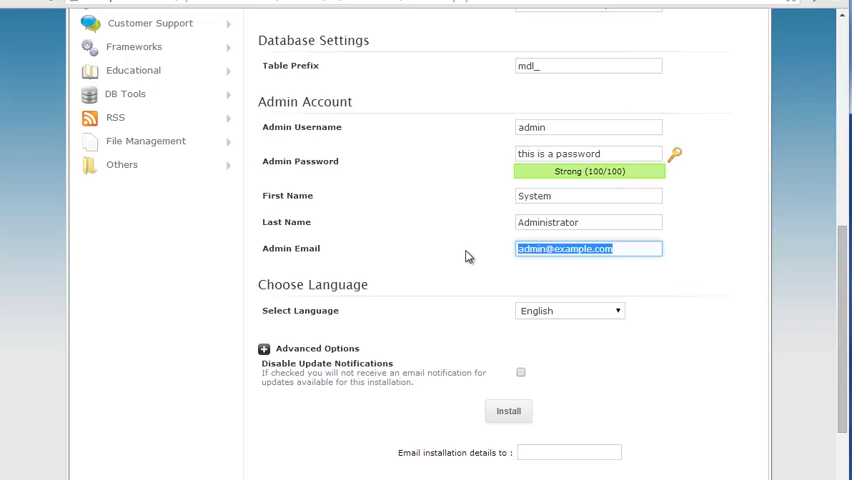 Customer Support
Frameworks
Educational
DB Tools
RSS
File Management
Others
Database Settings
Table Prefix
mdl_
Admin Account
Admin Username
admin
Admin Password
this is a password
Strong (100/100)
First Name
System
Last Name
Administrator
Admin Email
admin@example.com
Choose Language
Select Language
English
Advanced Options
Disable Update Notifications
If checked you will not receive an email notification for
updates available for this installation.
Install
Email installation details to :